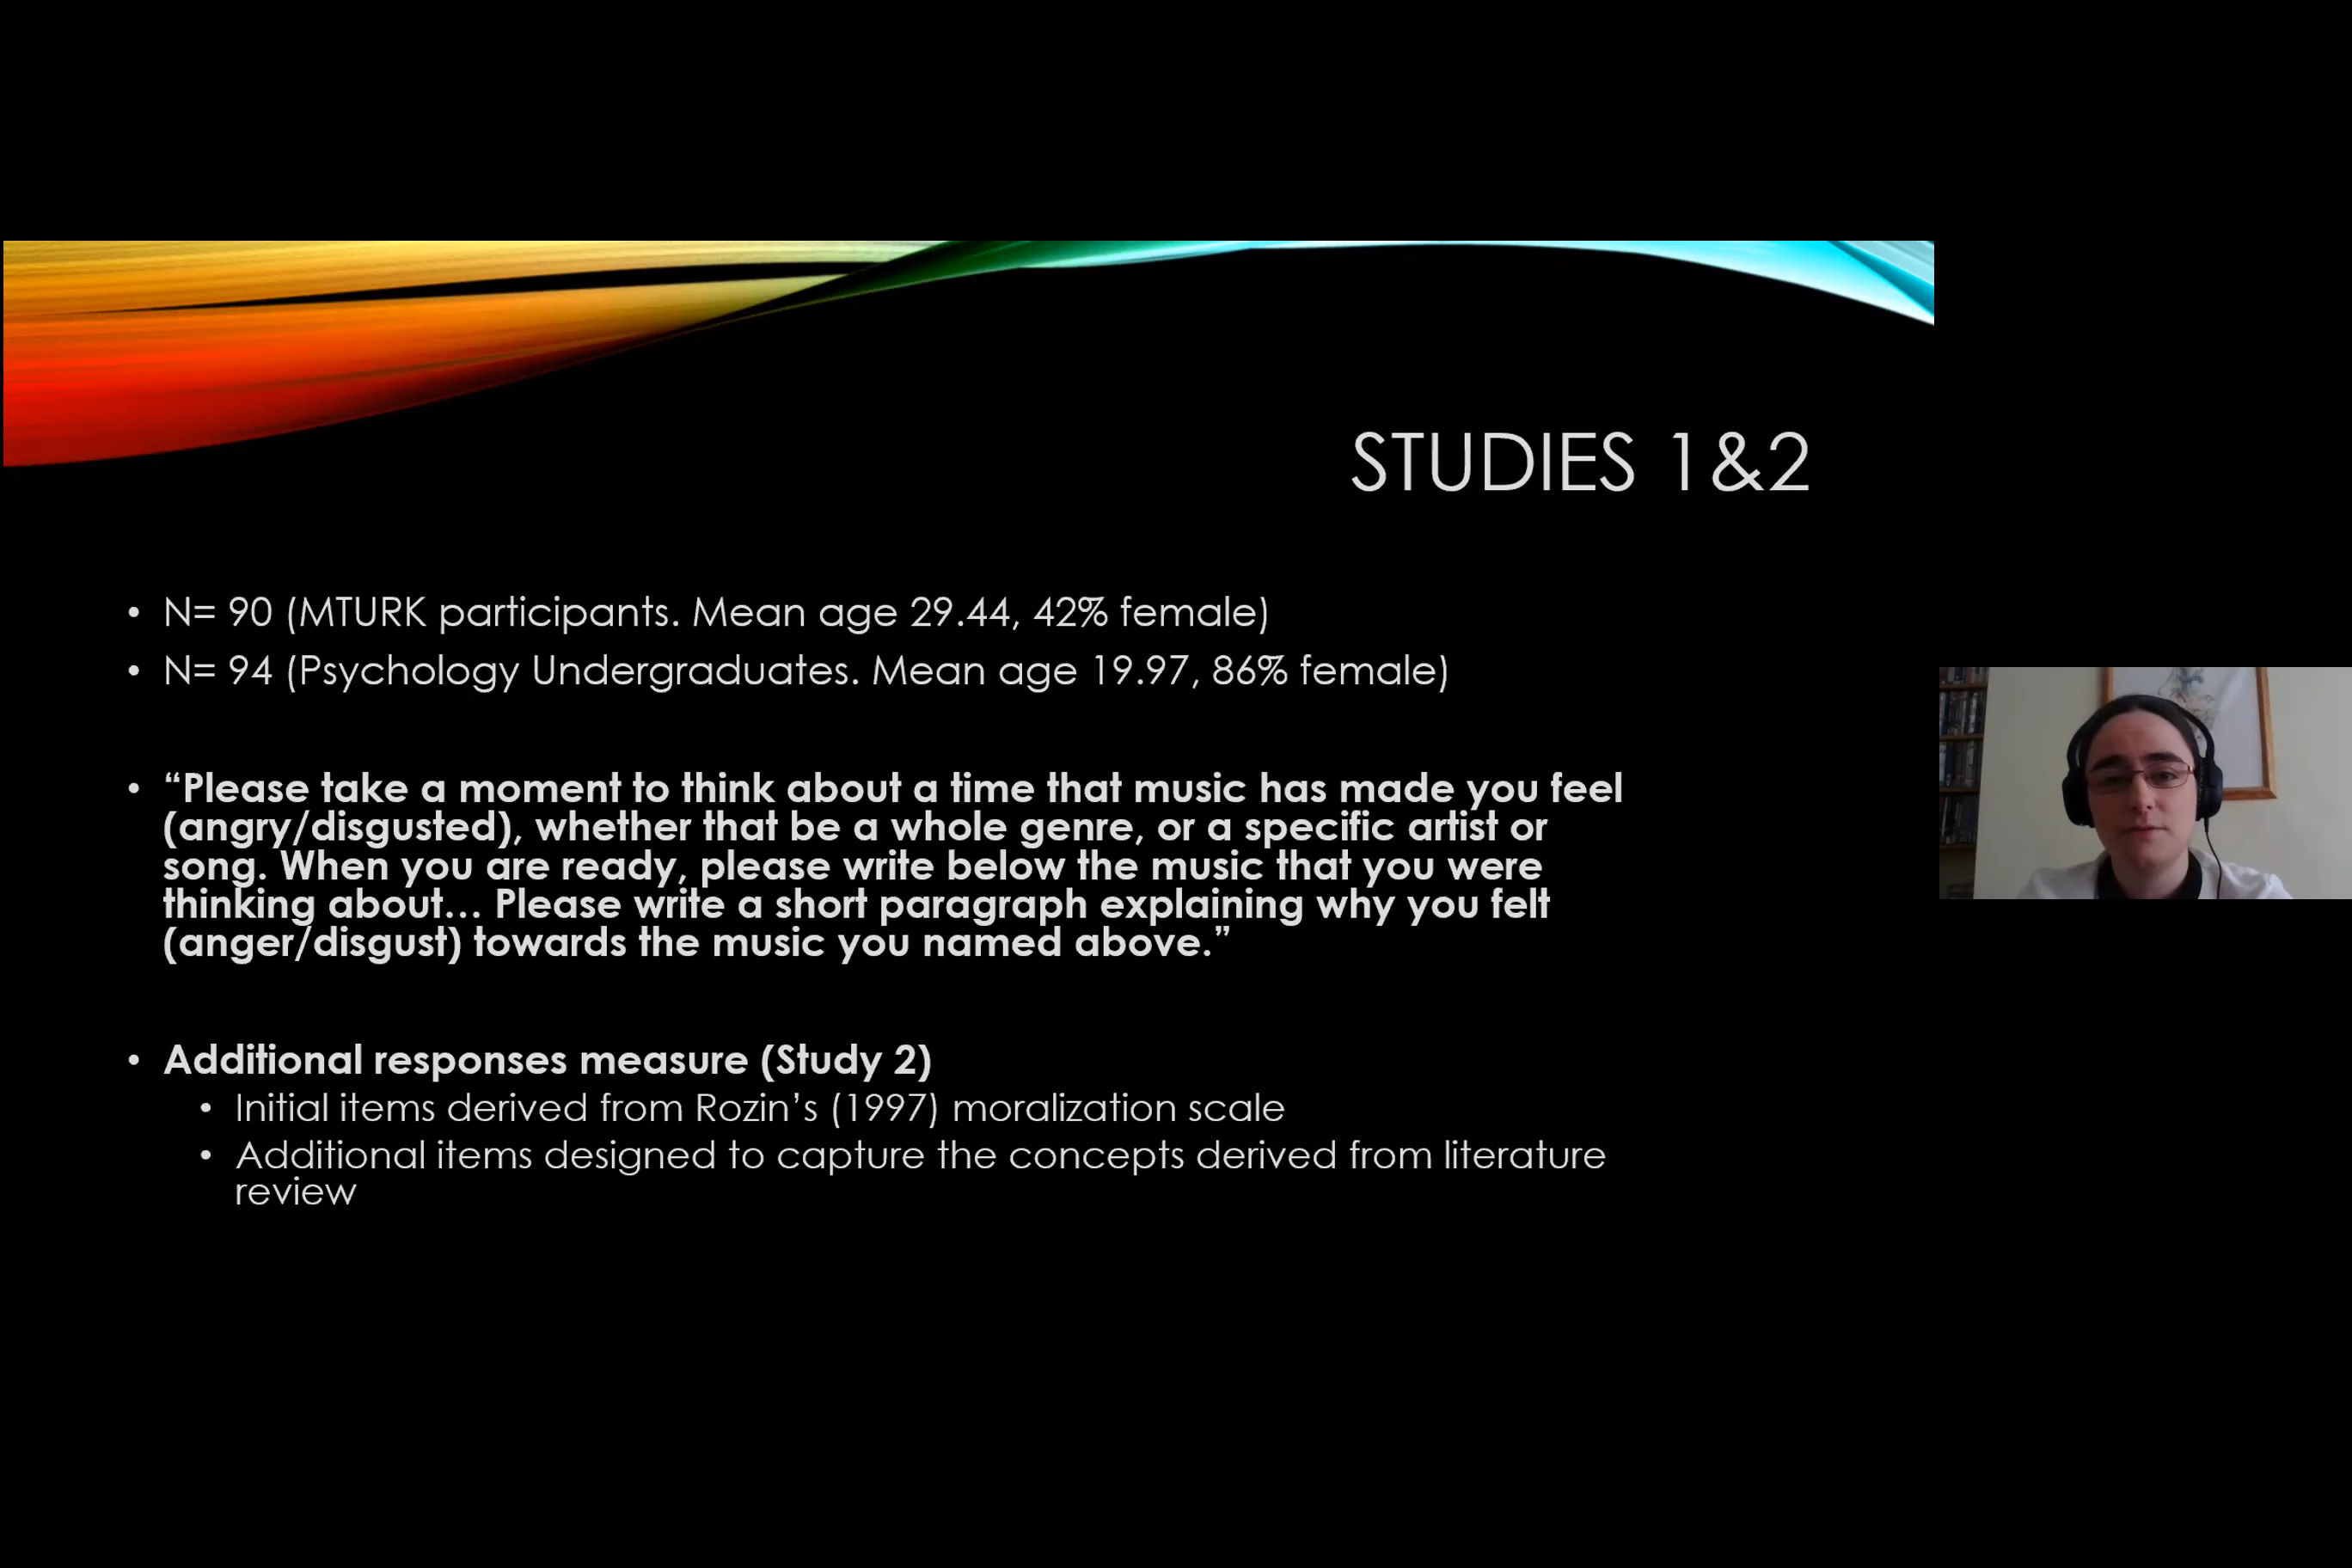 STUDIES 1&2
• N= 90 (MTURK participants. Mean age 29.44, 42% female)
• N= 94 (Psychology Undergraduates. Mean age 19.97, 86% female)
• “Please take a moment to think about a time that music has made you feel
(angry/disgusted), whether that be a whole genre, or a specific artist or
song. When you are ready, please write below the music that you were
thinking about… Please write a short paragraph explaining why you felt
(anger/disgust) towards the music you named above.”
• Additional responses measure (Study 2)
• Initial items derived from Rozin’s (1997) moralization scale
• Additional items designed to capture the concepts derived from literature
review